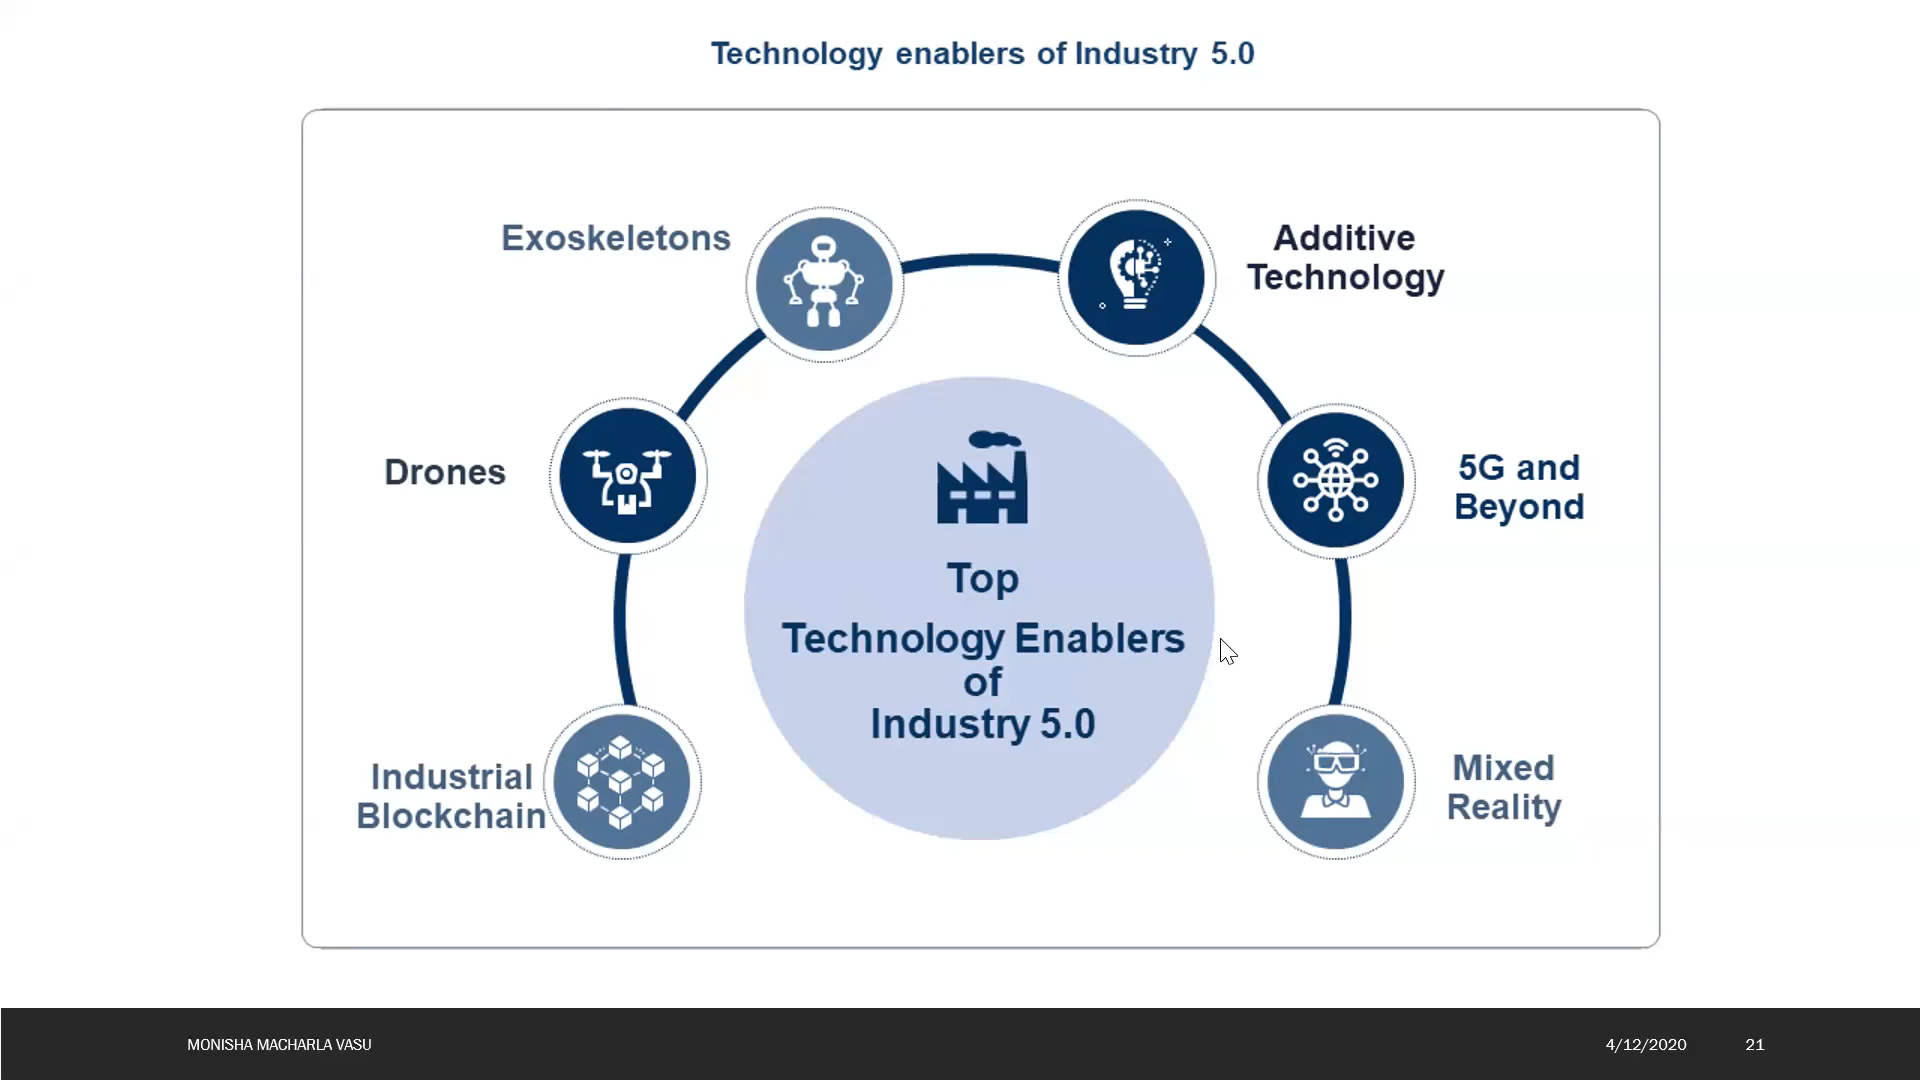 Technology enablers of Industry 5.0
Exoskeletons
Additive
Technology
Drones
5G and
Beyond
Top
Technology Enablers
of
Industry 5.0
Industrial
Blockchain
Mixed
Reality
MONISHA MACHARLA VASU
4/12/2020
21